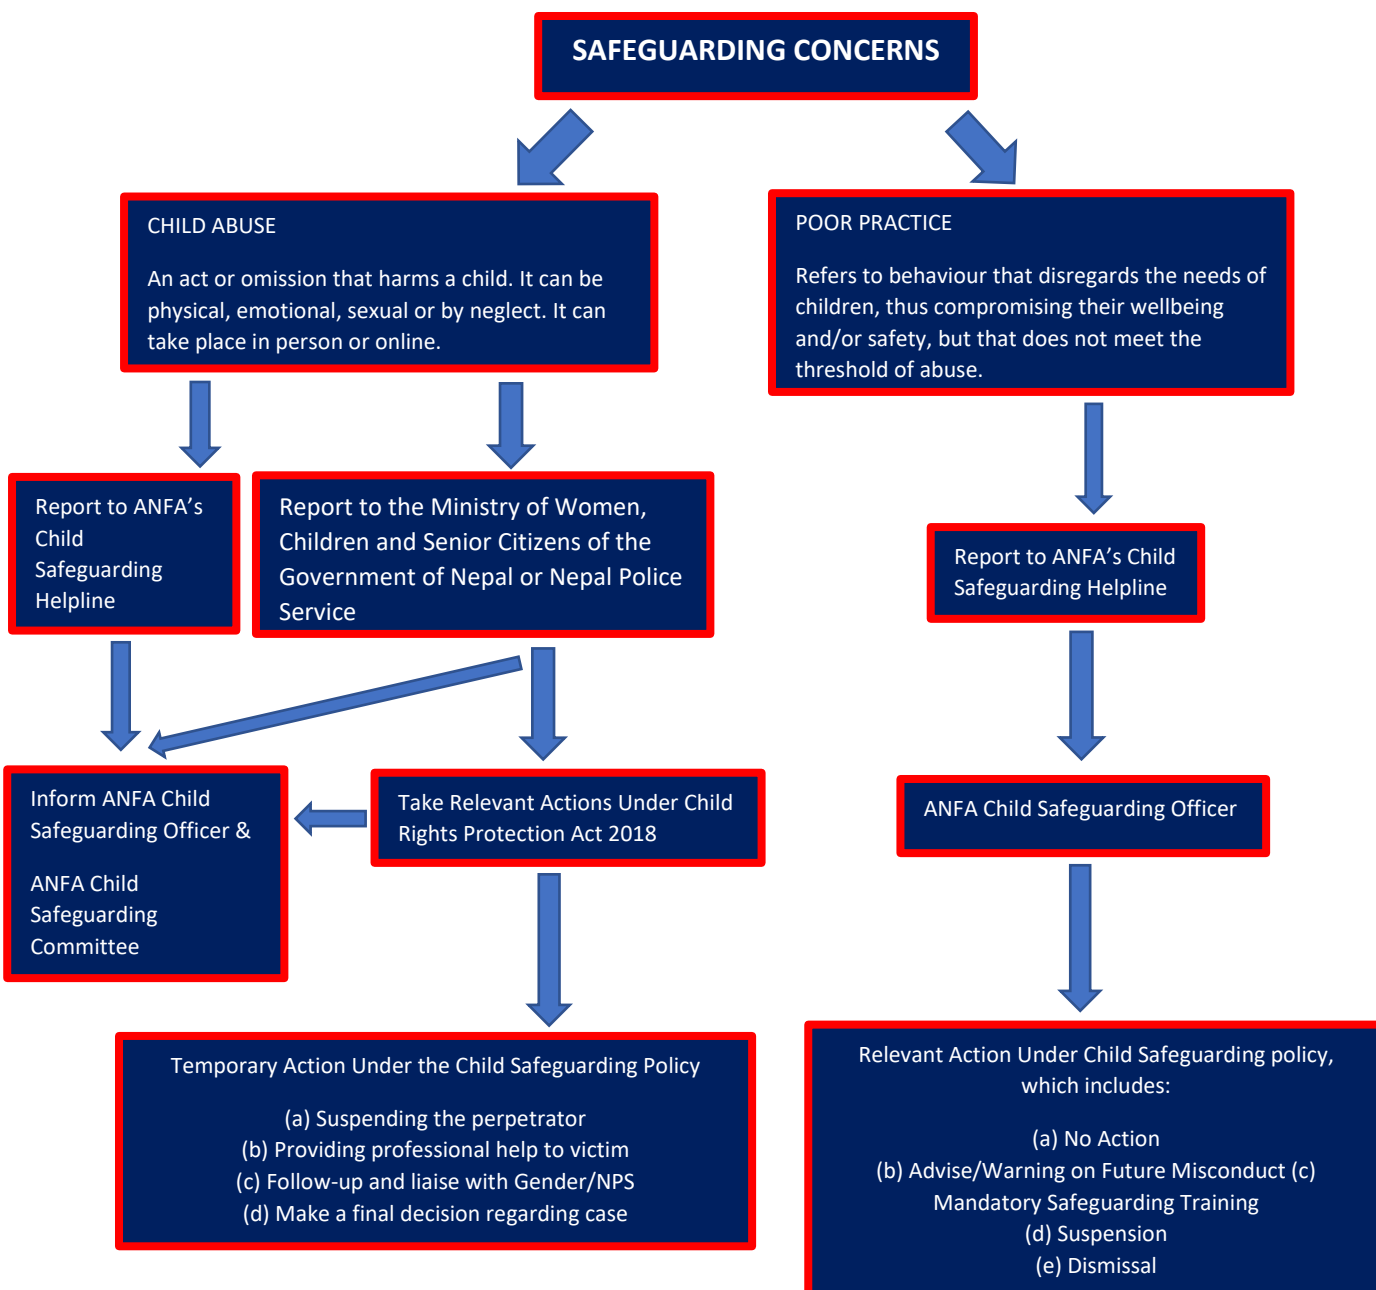 SAFEGUARDING CONCERNS
CHILD ABUSE
An act or omission that harms a child. It can be
physical, emotional, sexual or by neglect. It can
take place in person or online.
POOR PRACTICE
Refers to behaviour that disregards the needs of
children, thus compromising their wellbeing
and/or safety, but that does not meet the
threshold of abuse.
Report to ANFA’s
Child
Safeguarding
Helpline
Report to the Ministry of Women,
Children and Senior Citizens of the
Government of Nepal or Nepal Police
Service
Report to ANFA’s Child
Safeguarding Helpline
Inform ANFA Child
Safeguarding Officer &
ANFA Child
Safeguarding
Committee
Take Relevant Actions Under Child
Rights Protection Act 2018
ANFA Child Safeguarding Officer
Temporary Action Under the Child Safeguarding Policy
(a) Suspending the perpetrator
(b) Providing professional help to victim
(c) Follow-up and liaise with Gender/NPS
(d) Make a final decision regarding case
Relevant Action Under Child Safeguarding policy,
which includes:
(a) No Action
(b) Advise/Warning on Future Misconduct (c)
Mandatory Safeguarding Training
(d) Suspension
(e) Dismissal